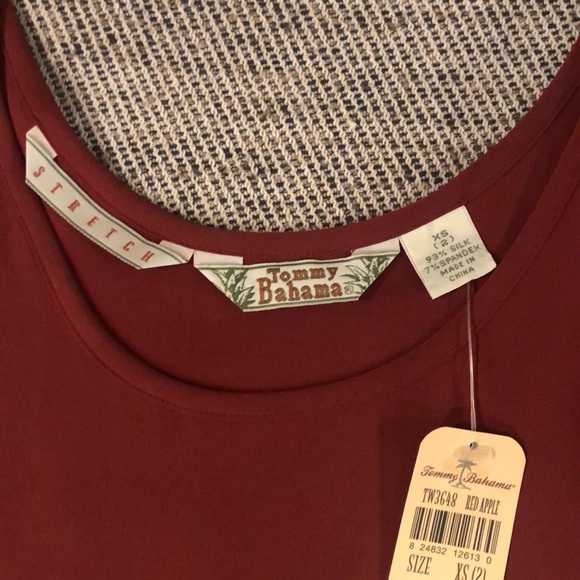 STRETCH
Tommy
Bahama®
XS
(2)
93% SILK
7% SPANDEX
MADE IN
CHINA
Tommy Bahama®
TW3648 RED APPLE
8 24832 12613 0
SIZE XS (2)